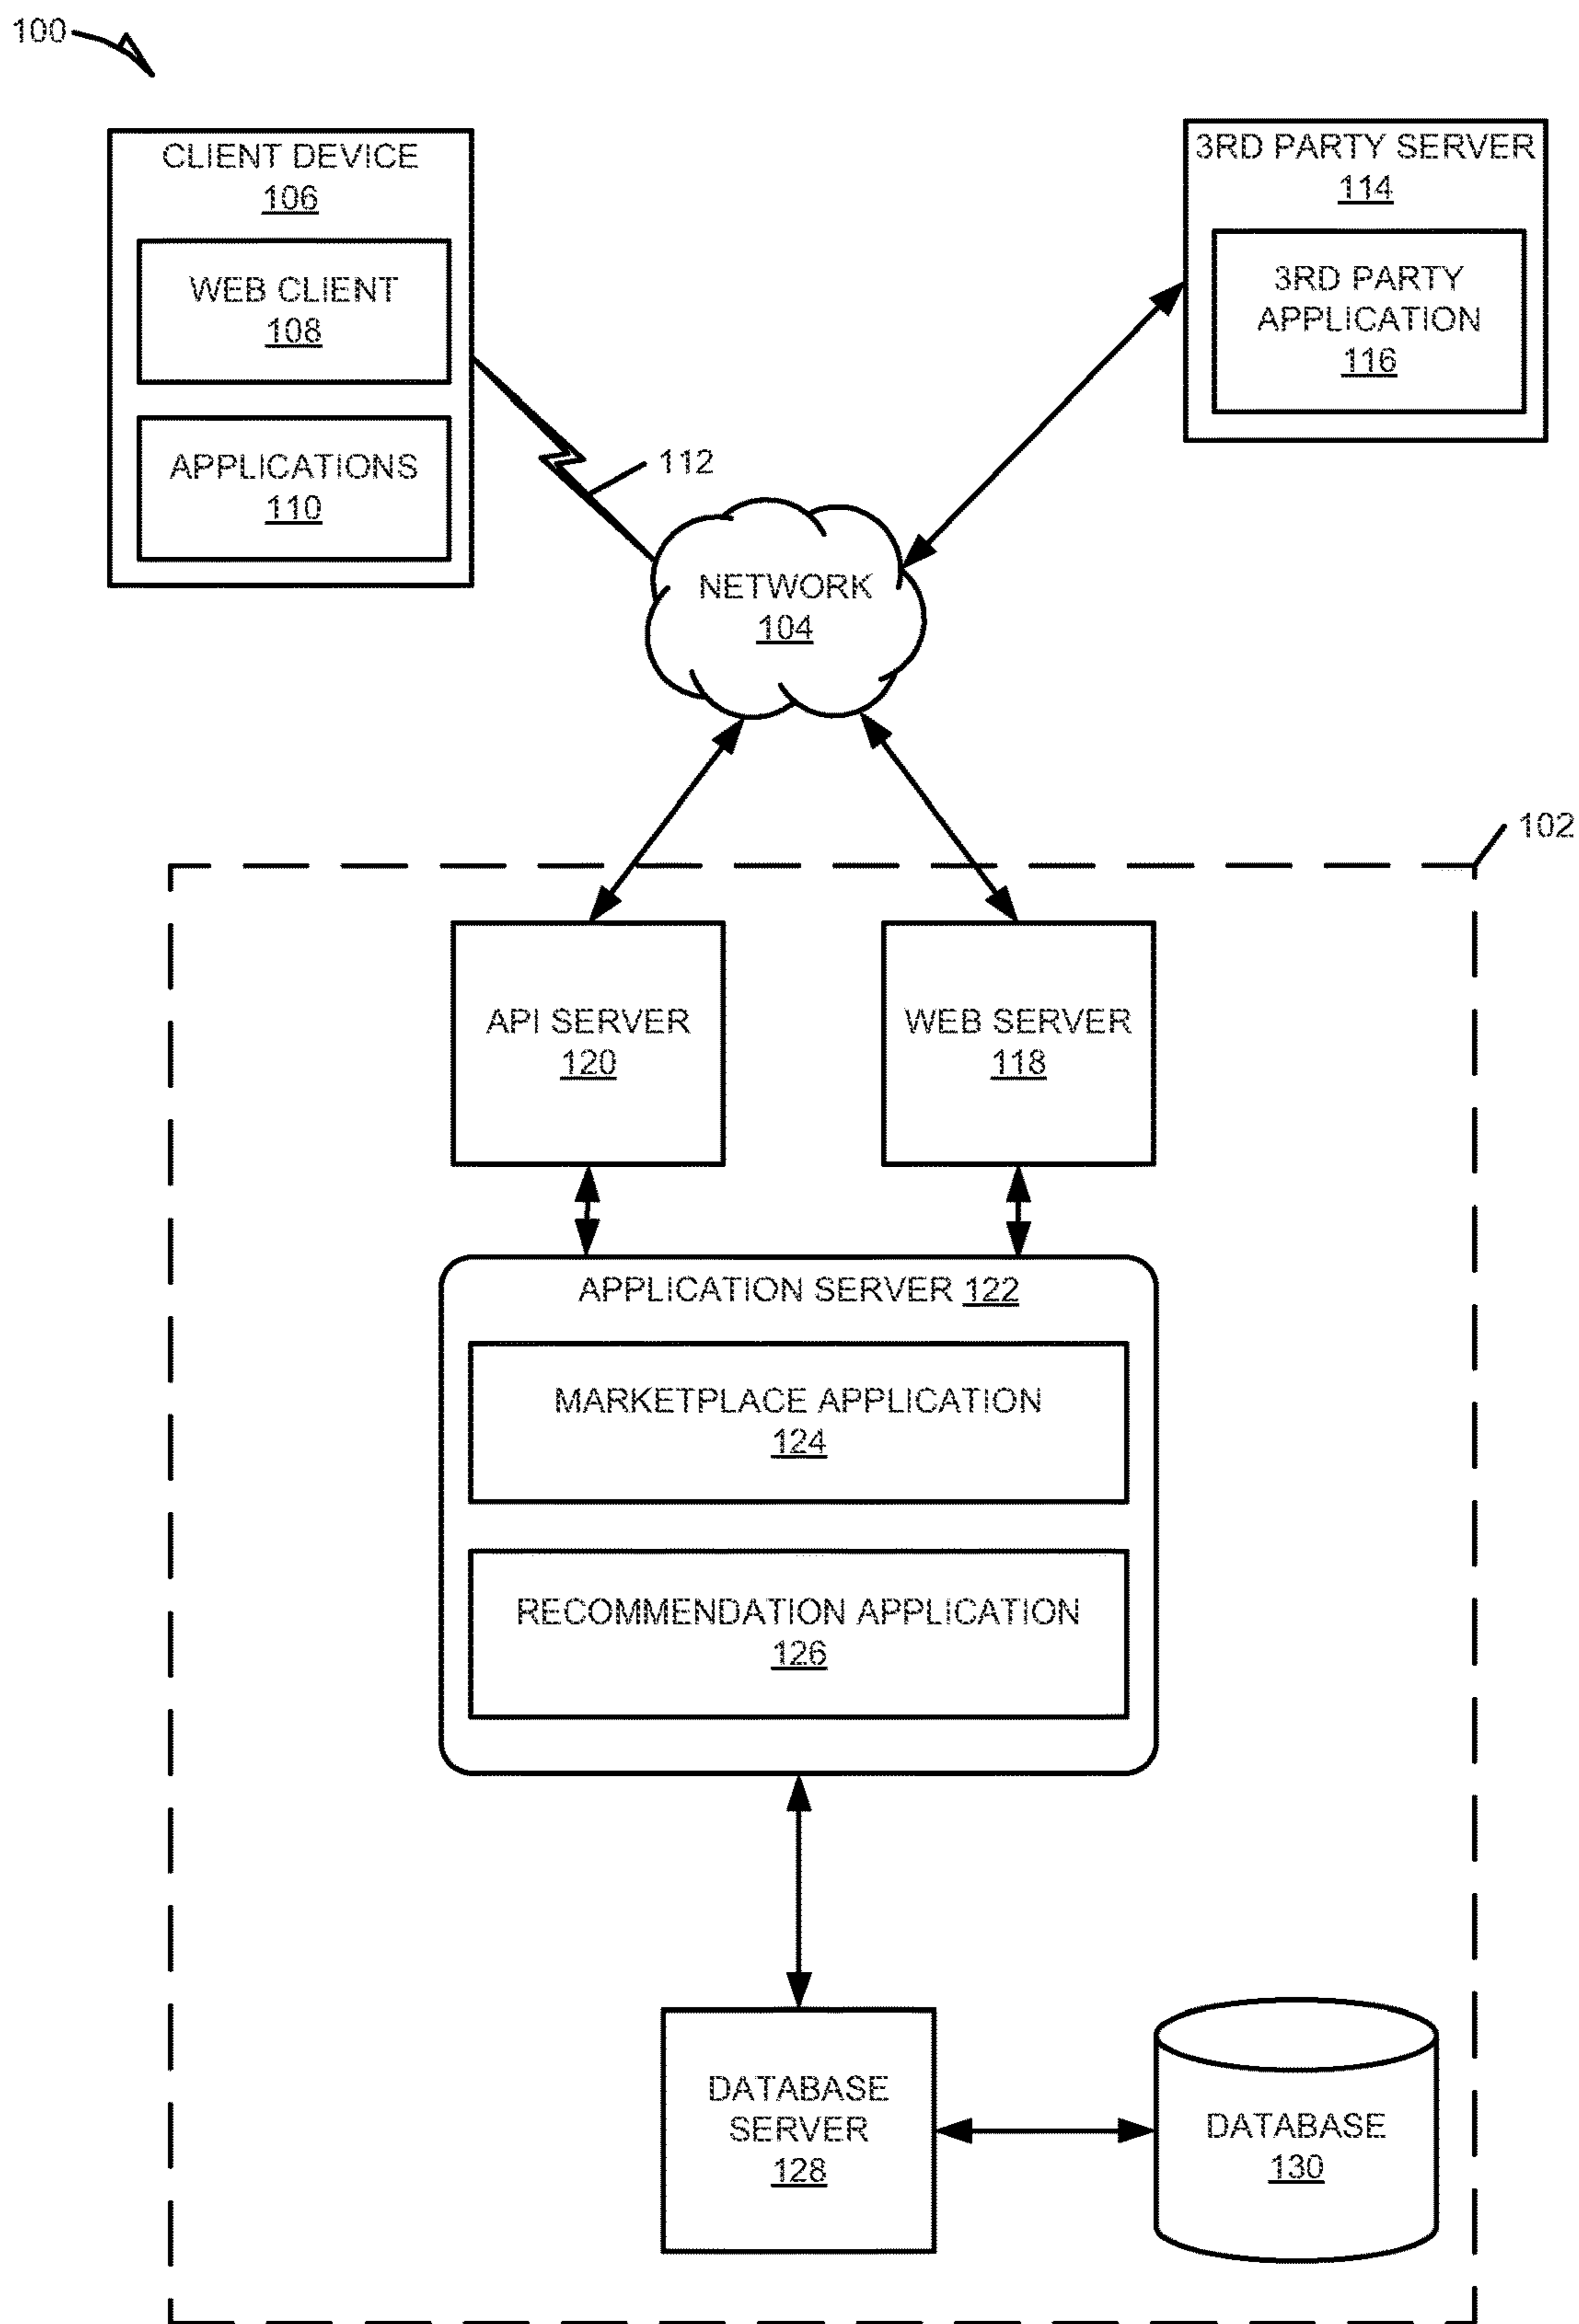 100
CLIENT DEVICE
106
WEB CLIENT
108
APPLICATIONS
110
3RD PARTY SERVER
114
3RD PARTY
APPLICATION
116
112
NETWORK
104
102
API SERVER
120
WEB SERVER
118
APPLICATION SERVER 122
MARKETPLACE APPLICATION
124
RECOMMENDATION APPLICATION
126
DATABASE
SERVER
128
DATABASE
130